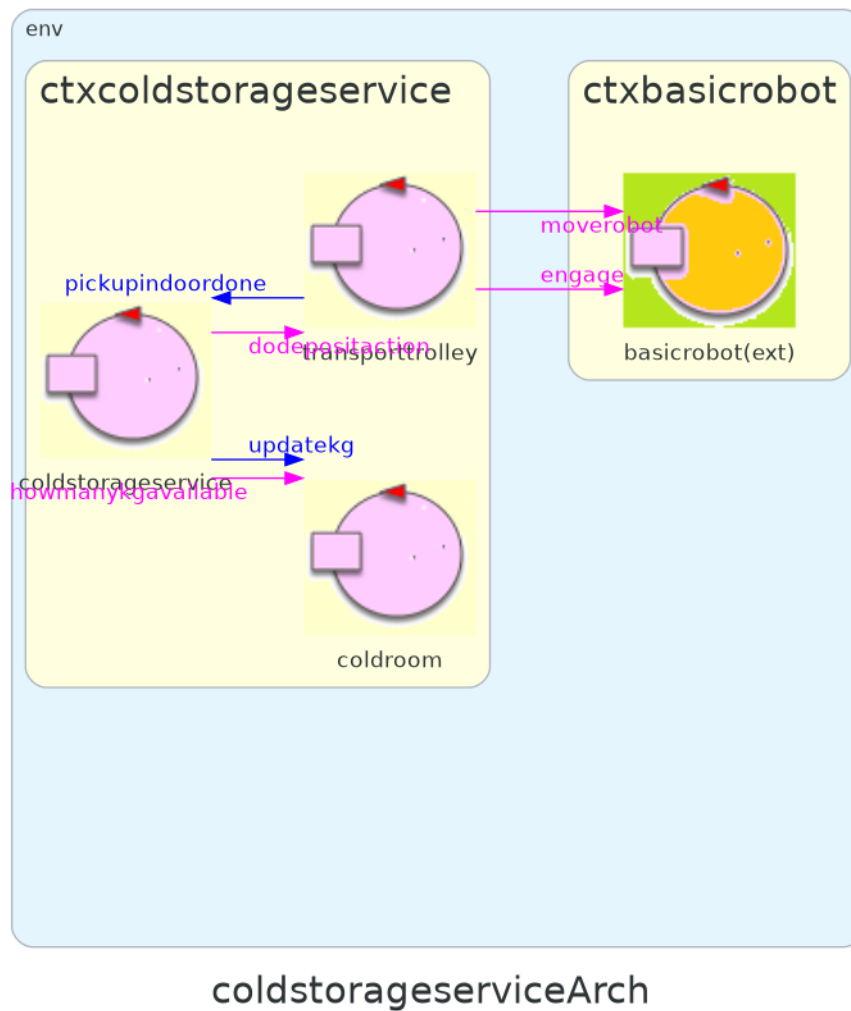 env
ctxcoldstorageservice
ctxbasicrobot
moverobot
engage
pickupindoordone
dodepositaction
transporttrolley
basicrobot(ext)
updatekg
coldstorageservice
howmanykgavailable
coldroom
coldstorageserviceArch